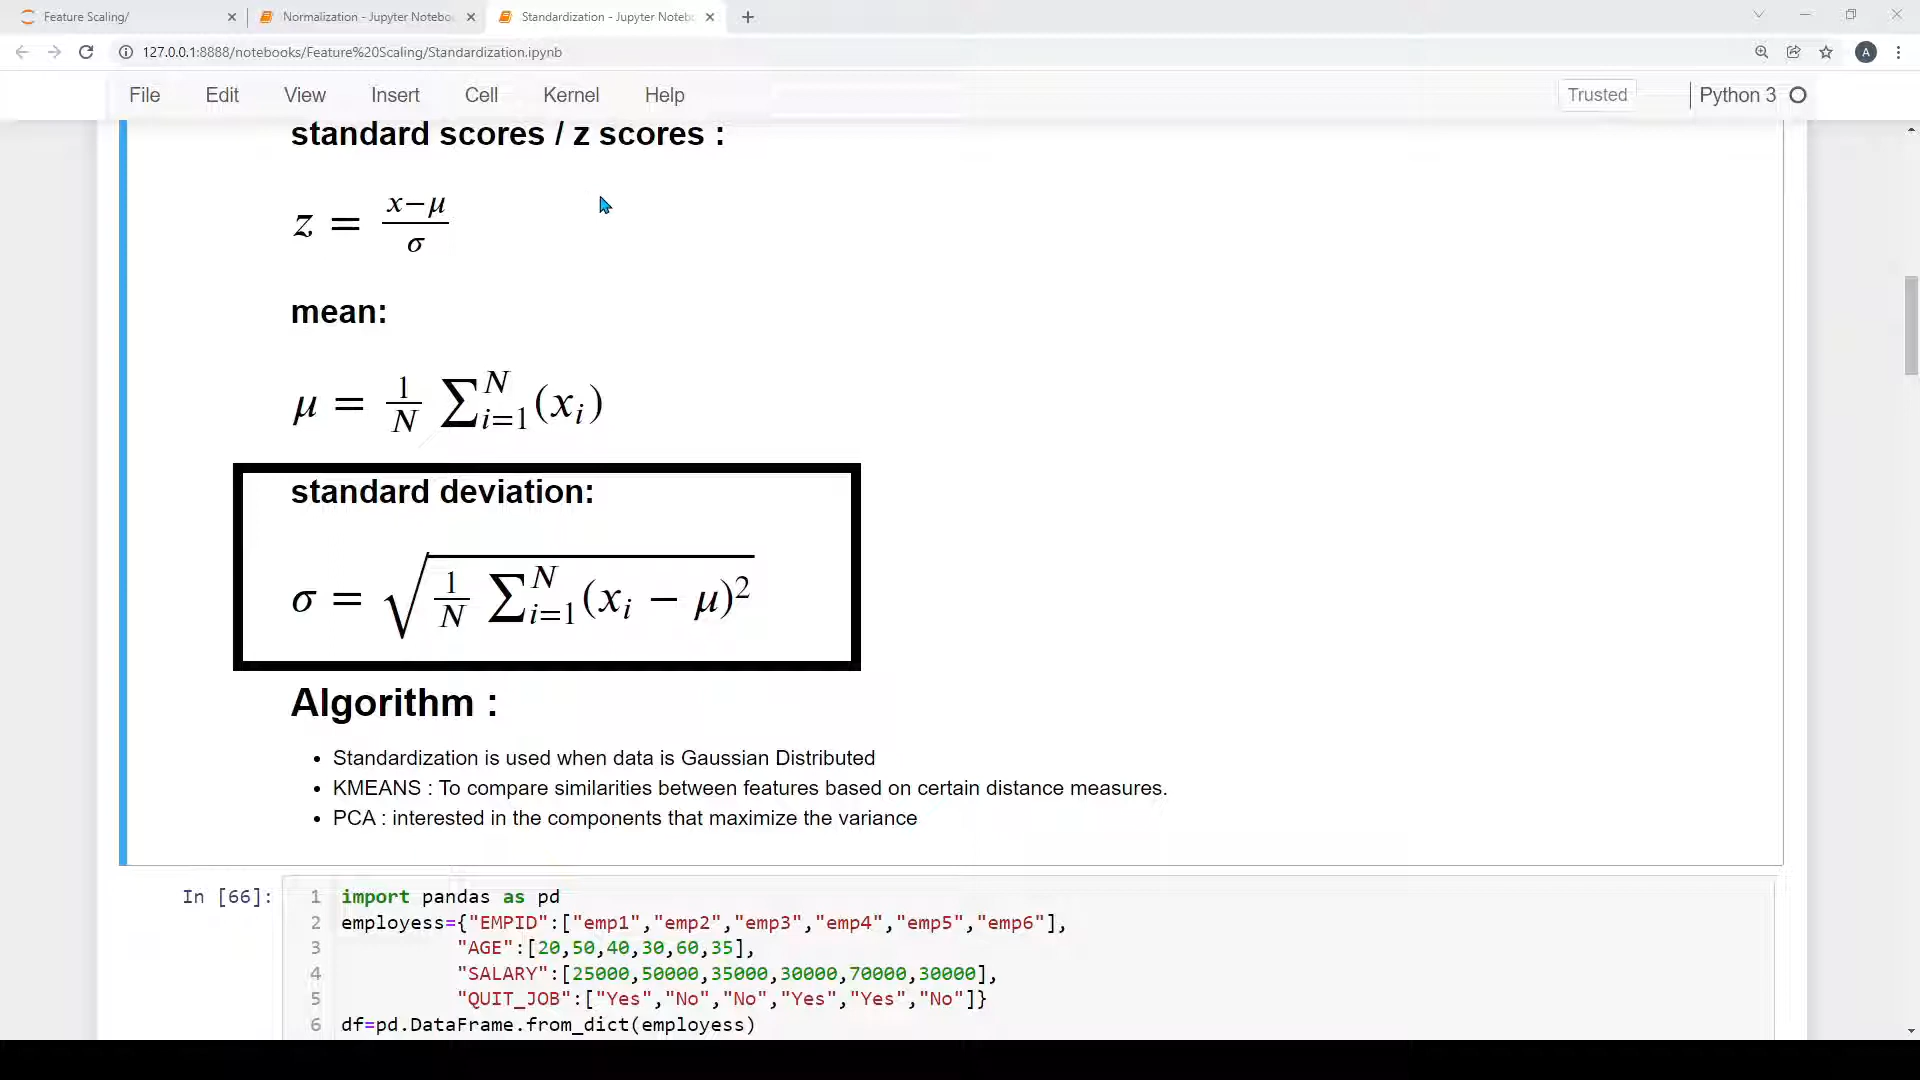 Feature Scaling/
Normalization - Jupyter Notebo
Standardization - Jupyter Noteb
127.0.0.1:8888/notebooks/Feature%20Scaling/Standardization.ipynb
A
File Edit View Insert Cell Kernel Help
Trusted
Python 3
standard scores / z scores :
z = x−μ / σ
mean:
μ = 1/N ∑_{i=1}^{N} (x_i)
standard deviation:
σ = √(1/N ∑_{i=1}^{N} (x_i − μ)²)
Algorithm :
• Standardization is used when data is Gaussian Distributed
• KMEANS : To compare similarities between features based on certain distance measures.
• PCA : interested in the components that maximize the variance
In [66]:
1 import pandas as pd
2 employess={"EMPID":["emp1","emp2","emp3","emp4","emp5","emp6"],
3 "AGE":[20,50,40,30,60,35],
4 "SALARY":[25000,50000,35000,30000,70000,30000],
5 "QUIT_JOB":["Yes","No","No","Yes","Yes","No"]}
6 df=pd.DataFrame.from_dict(employess)